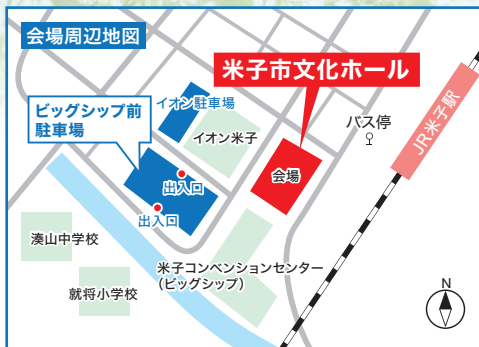 会場周辺地図
米子市文化ホール
ビッグシップ前
駐車場
イオン駐車場
イオン米子
バス停
JR米子駅
会場
出入口
出入口
湊山中学校
米子コンベンションセンター
(ビッグシップ)
就将小学校
N